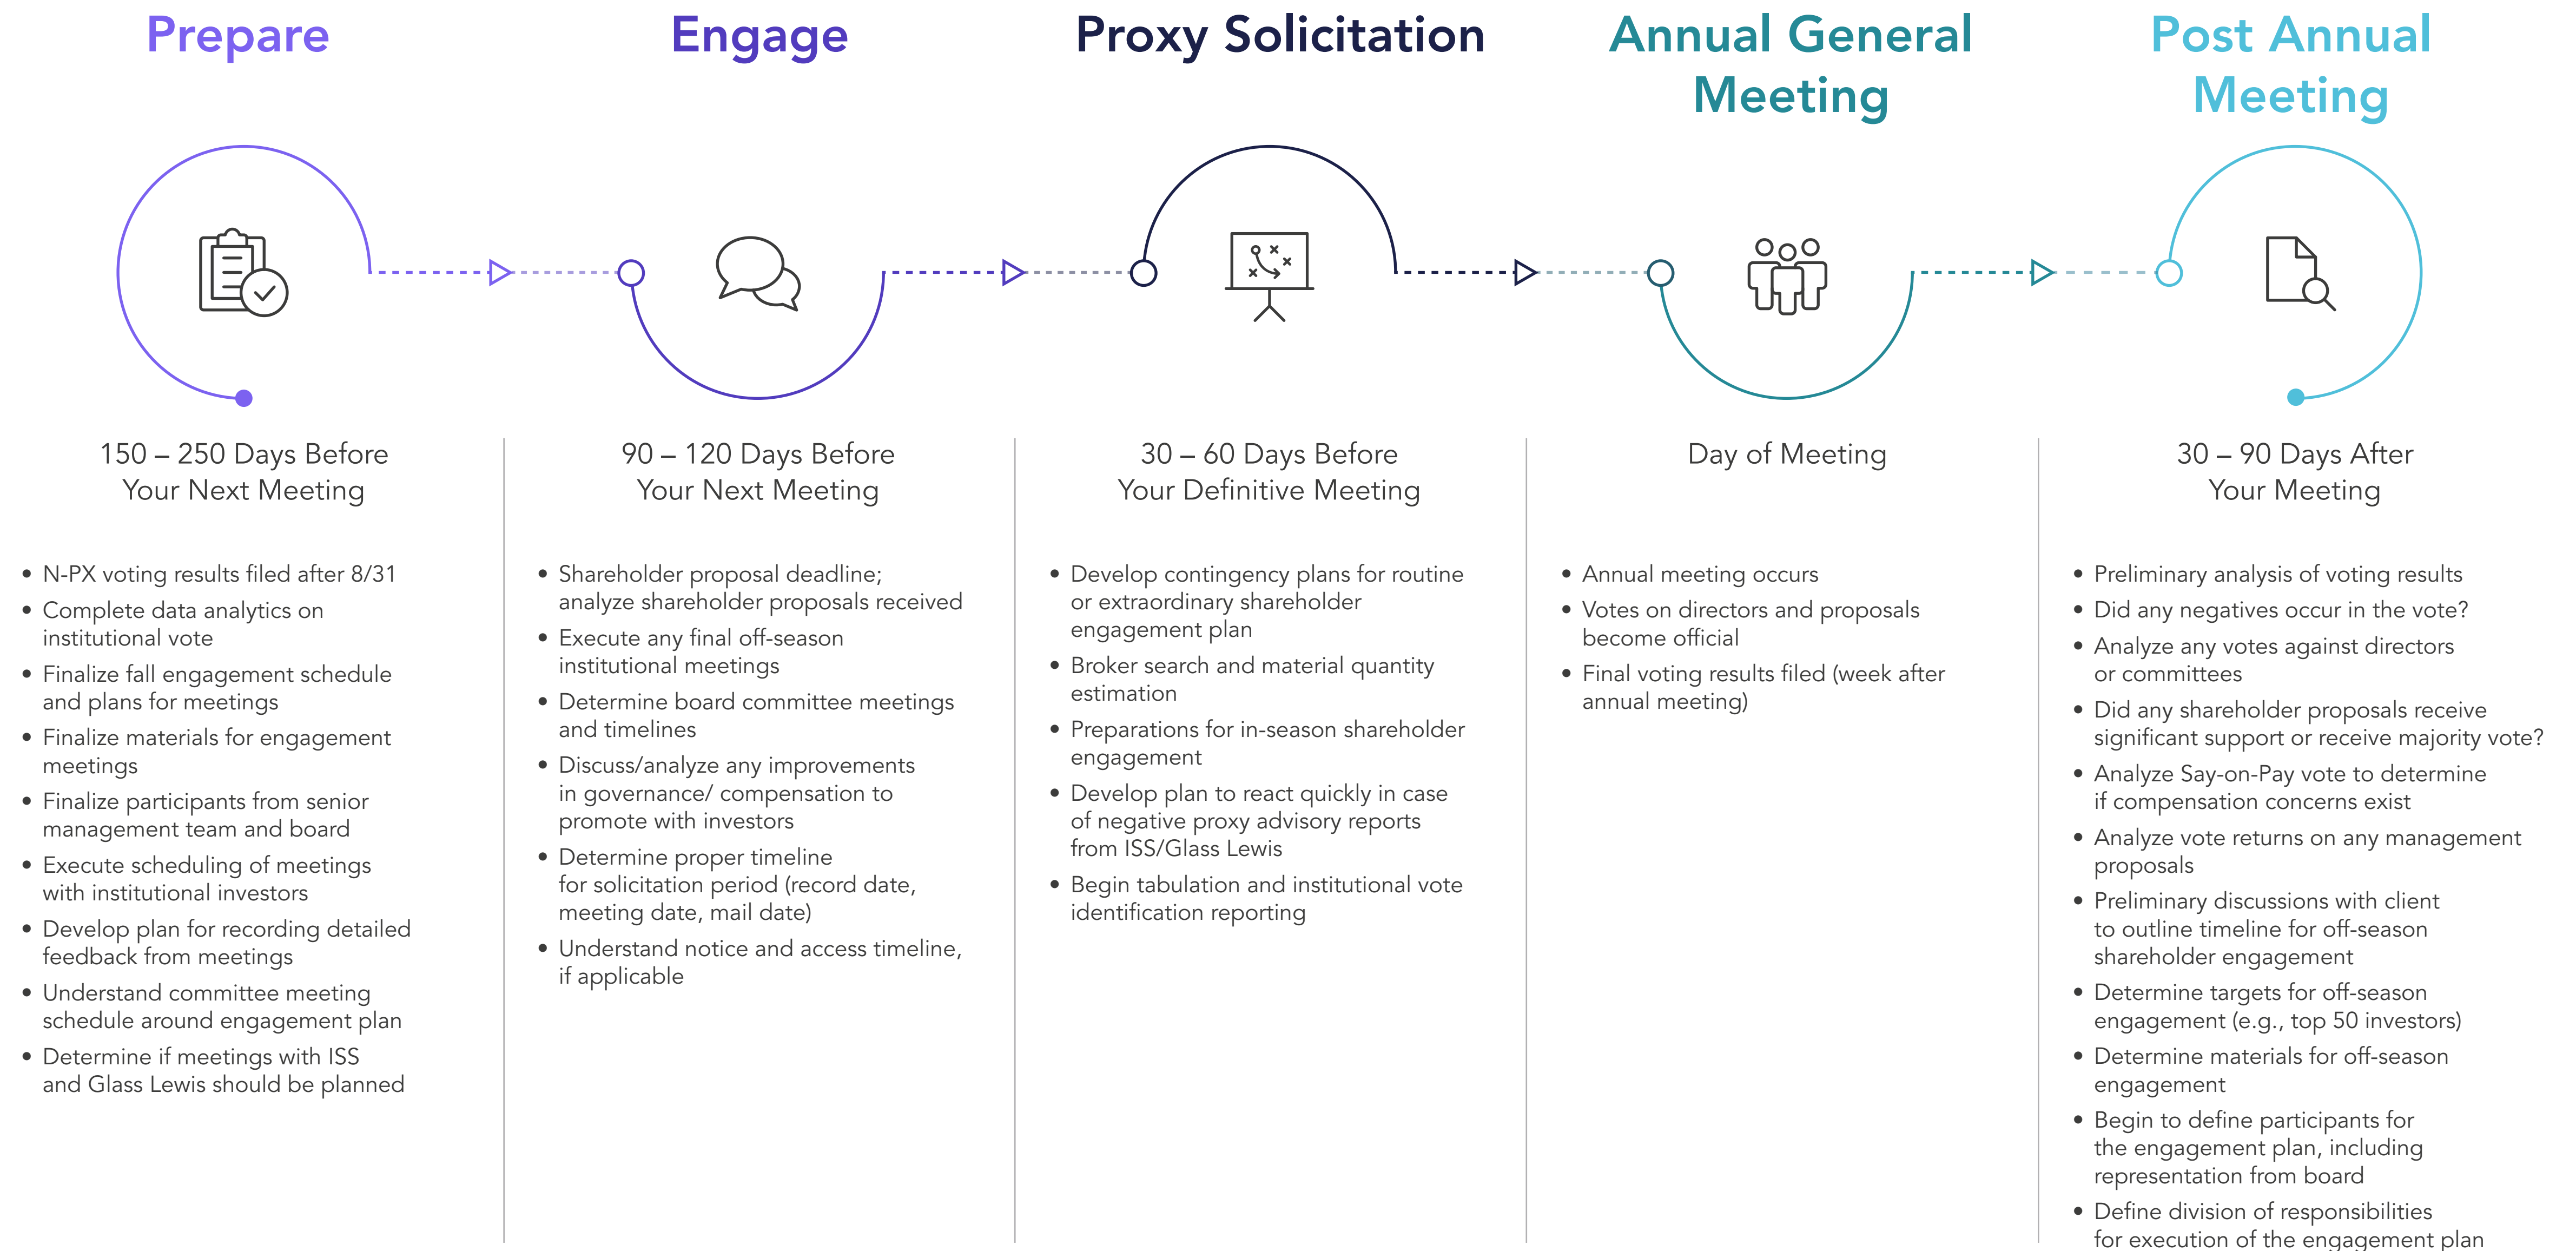 Prepare
150 – 250 Days Before
Your Next Meeting
• N-PX voting results filed after 8/31
• Complete data analytics on
institutional vote
• Finalize fall engagement schedule
and plans for meetings
• Finalize materials for engagement
meetings
• Finalize participants from senior
management team and board
• Execute scheduling of meetings
with institutional investors
• Develop plan for recording detailed
feedback from meetings
• Understand committee meeting
schedule around engagement plan
• Determine if meetings with ISS
and Glass Lewis should be planned
Engage
90 – 120 Days Before
Your Next Meeting
• Shareholder proposal deadline;
analyze shareholder proposals received
• Execute any final off-season
institutional meetings
• Determine board committee meetings
and timelines
• Discuss/analyze any improvements
in governance/ compensation to
promote with investors
• Determine proper timeline
for solicitation period (record date,
meeting date, mail date)
• Understand notice and access timeline,
if applicable
Proxy Solicitation
30 – 60 Days Before
Your Definitive Meeting
• Develop contingency plans for routine
or extraordinary shareholder
engagement plan
• Broker search and material quantity
estimation
• Preparations for in-season shareholder
engagement
• Develop plan to react quickly in case
of negative proxy advisory reports
from ISS/Glass Lewis
• Begin tabulation and institutional vote
identification reporting
Annual General
Meeting
Day of Meeting
• Annual meeting occurs
• Votes on directors and proposals
become official
• Final voting results filed (week after
annual meeting)
Post Annual
Meeting
30 – 90 Days After
Your Meeting
• Preliminary analysis of voting results
• Did any negatives occur in the vote?
• Analyze any votes against directors
or committees
• Did any shareholder proposals receive
significant support or receive majority vote?
• Analyze Say-on-Pay vote to determine
if compensation concerns exist
• Analyze vote returns on any management
proposals
• Preliminary discussions with client
to outline timeline for off-season
shareholder engagement
• Determine targets for off-season
engagement (e.g., top 50 investors)
• Determine materials for off-season
engagement
• Begin to define participants for
the engagement plan, including
representation from board
• Define division of responsibilities
for execution of the engagement plan